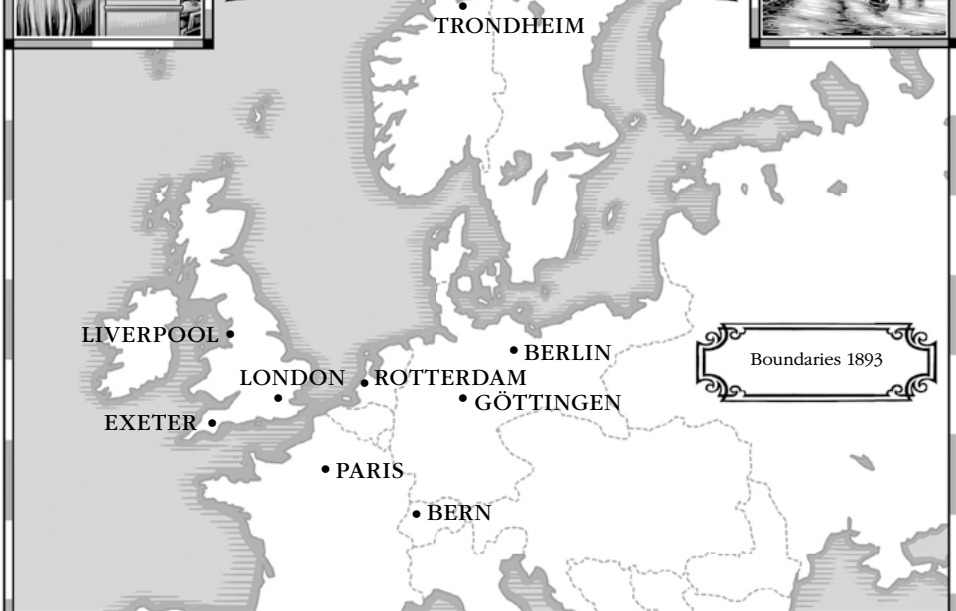 TRONDHEIM
LIVERPOOL
BERLIN
Boundaries 1893
LONDON
ROTTERDAM
GÖTTINGEN
EXETER
PARIS
BERN